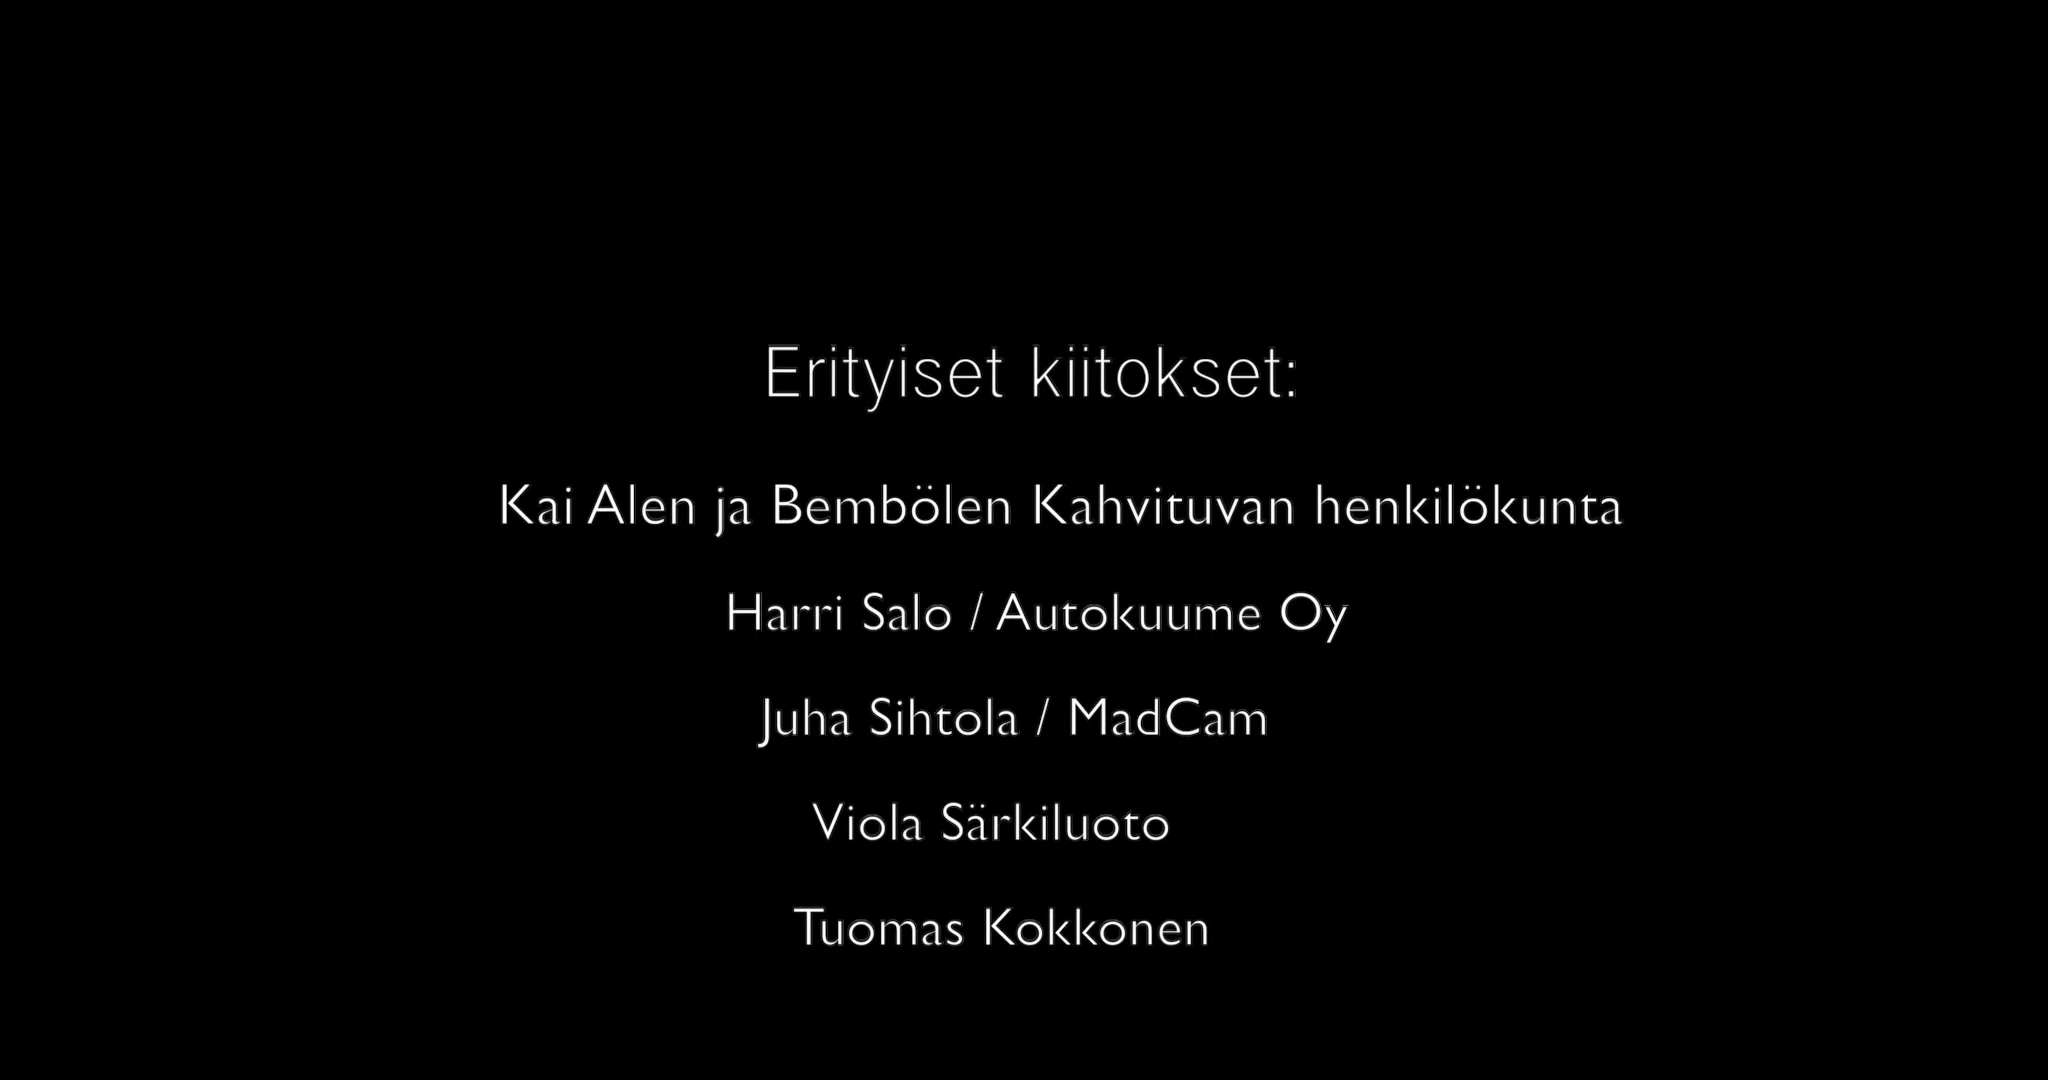 Erityiset kiitokset:
Kai Alen ja Bembölen Kahvituvan henkilökunta
Harri Salo / Autokuume Oy
Juha Sihtola / MadCam
Viola Särkiluoto
Tuomas Kokkonen